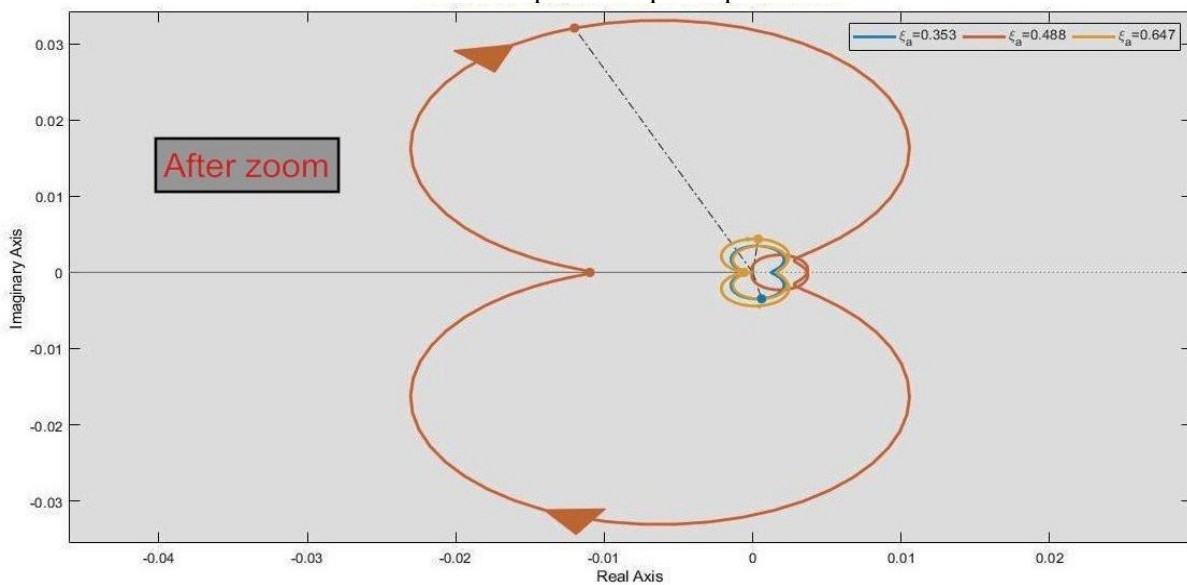 ξa=0.353 ξa=0.488 ξa=0.647
0.03
0.02
After zoom
0.01
0
-0.01
-0.02
-0.03
Imaginary Axis
-0.04 -0.03 -0.02 -0.01 0 0.01 0.02
Real Axis